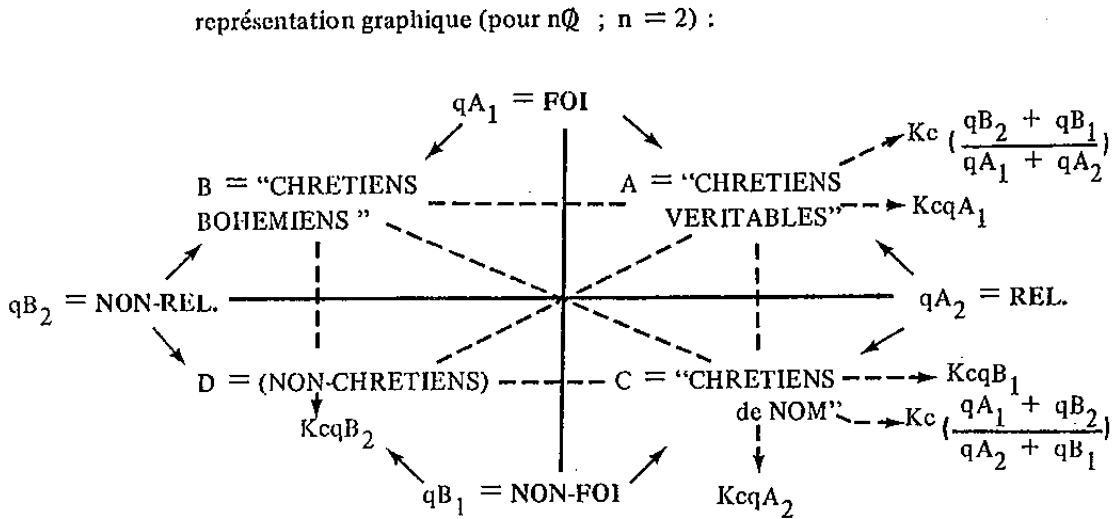 représentation graphique (pour nQ ; n = 2) :
qA₁ = FOI
Kc (qB₂ + qB₁ / qA₁ + qA₂)
B = “CHRETIENS
BOHEMIENS ”
A = “CHRETIENS
VERITABLES”
KcqA₁
qB₂ = NON-REL.
qA₂ = REL.
D = (NON-CHRETIENS)
C = “CHRETIENS
de NOM”
KcqB₁
KcqB₂
Kc (qA₁ + qB₂ / qA₂ + qB₁)
qB₁ = NON-FOI
KcqA₂